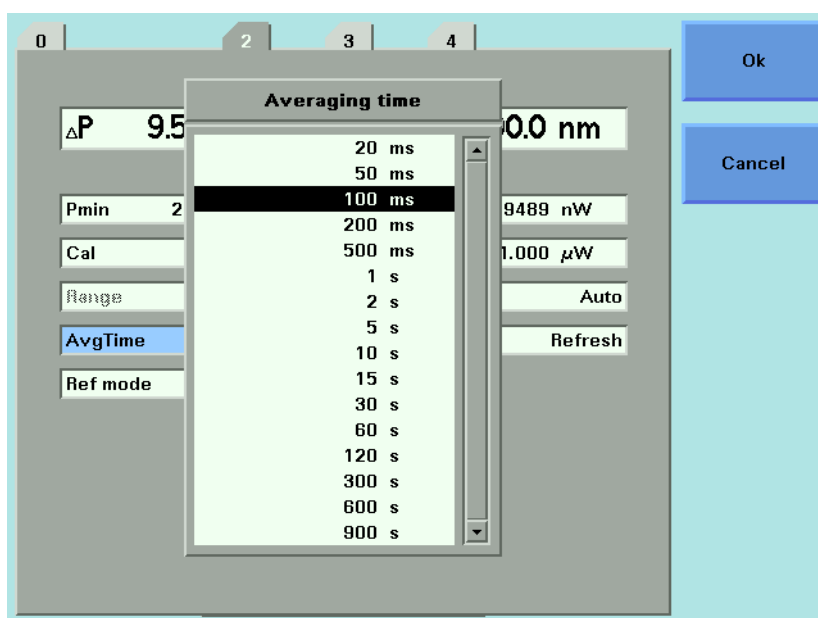 0 2 3 4
Ok
Averaging time
ΔP 9.5
0.0 nm
Cancel
20 ms
50 ms
100 ms
200 ms
500 ms
1 s
2 s
5 s
10 s
15 s
30 s
60 s
120 s
300 s
600 s
900 s
Pmin 2
9489 nW
Cal
1.000 μW
Range
Auto
AvgTime
Refresh
Ref mode